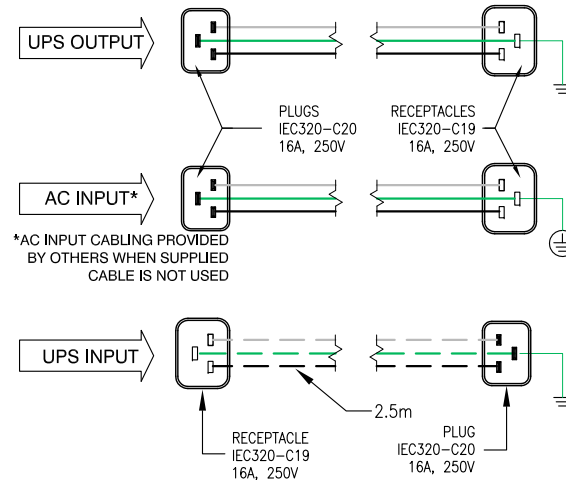 UPS OUTPUT
PLUGS
IEC320-C20
16A, 250V
RECEPTACLES
IEC320-C19
16A, 250V
AC INPUT*
*AC INPUT CABLING PROVIDED
BY OTHERS WHEN SUPPLIED
CABLE IS NOT USED
UPS INPUT
2.5m
RECEPTACLE
IEC320-C19
16A, 250V
PLUG
IEC320-C20
16A, 250V